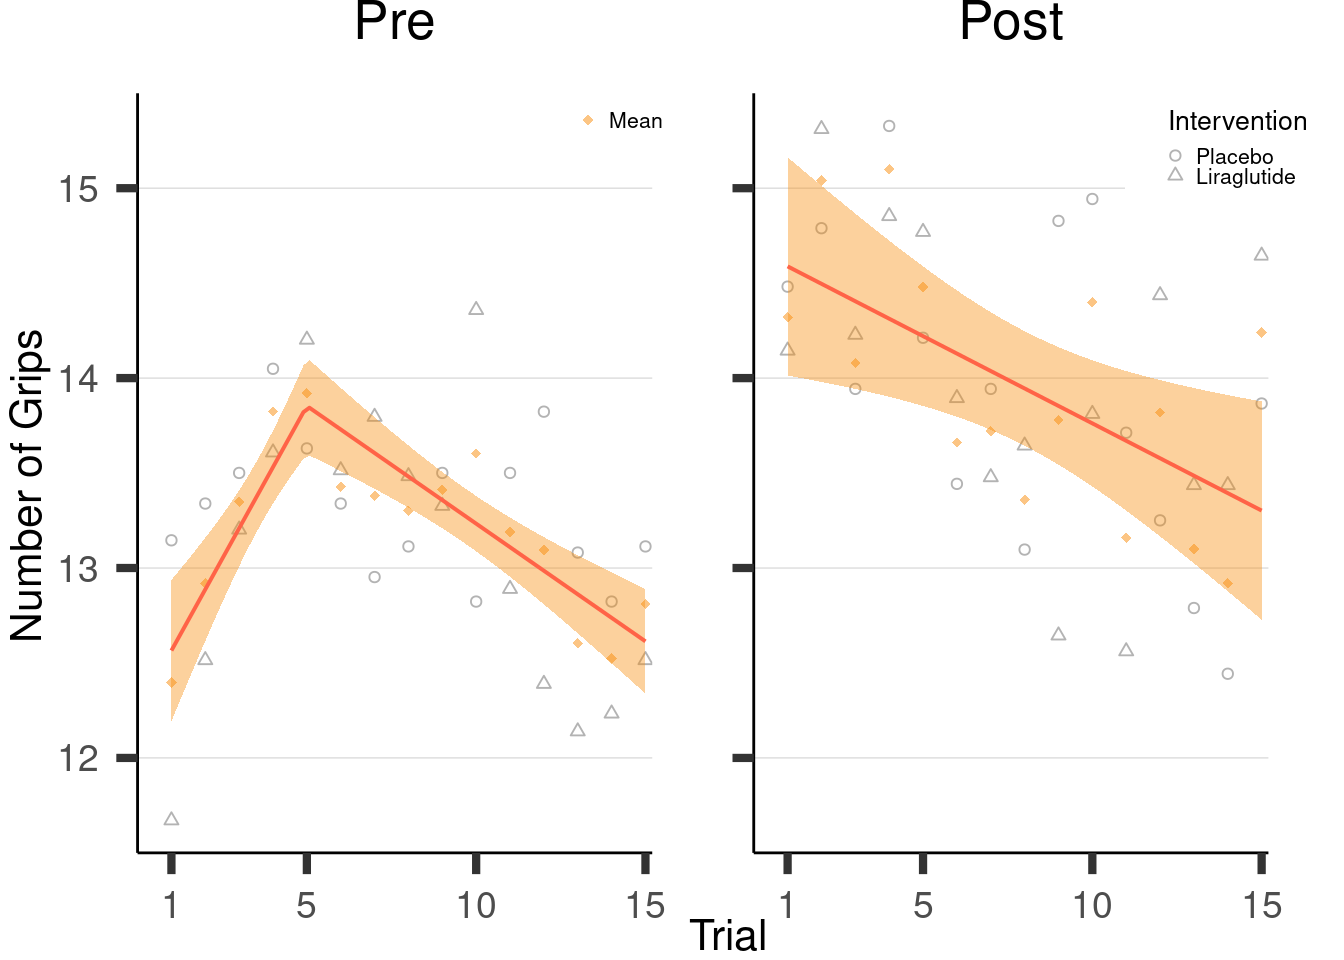 Pre
Post
Mean
Intervention
Placebo
Liraglutide
Number of Grips
15
14
13
12
1 5 10 15
1 5 10 15
Trial